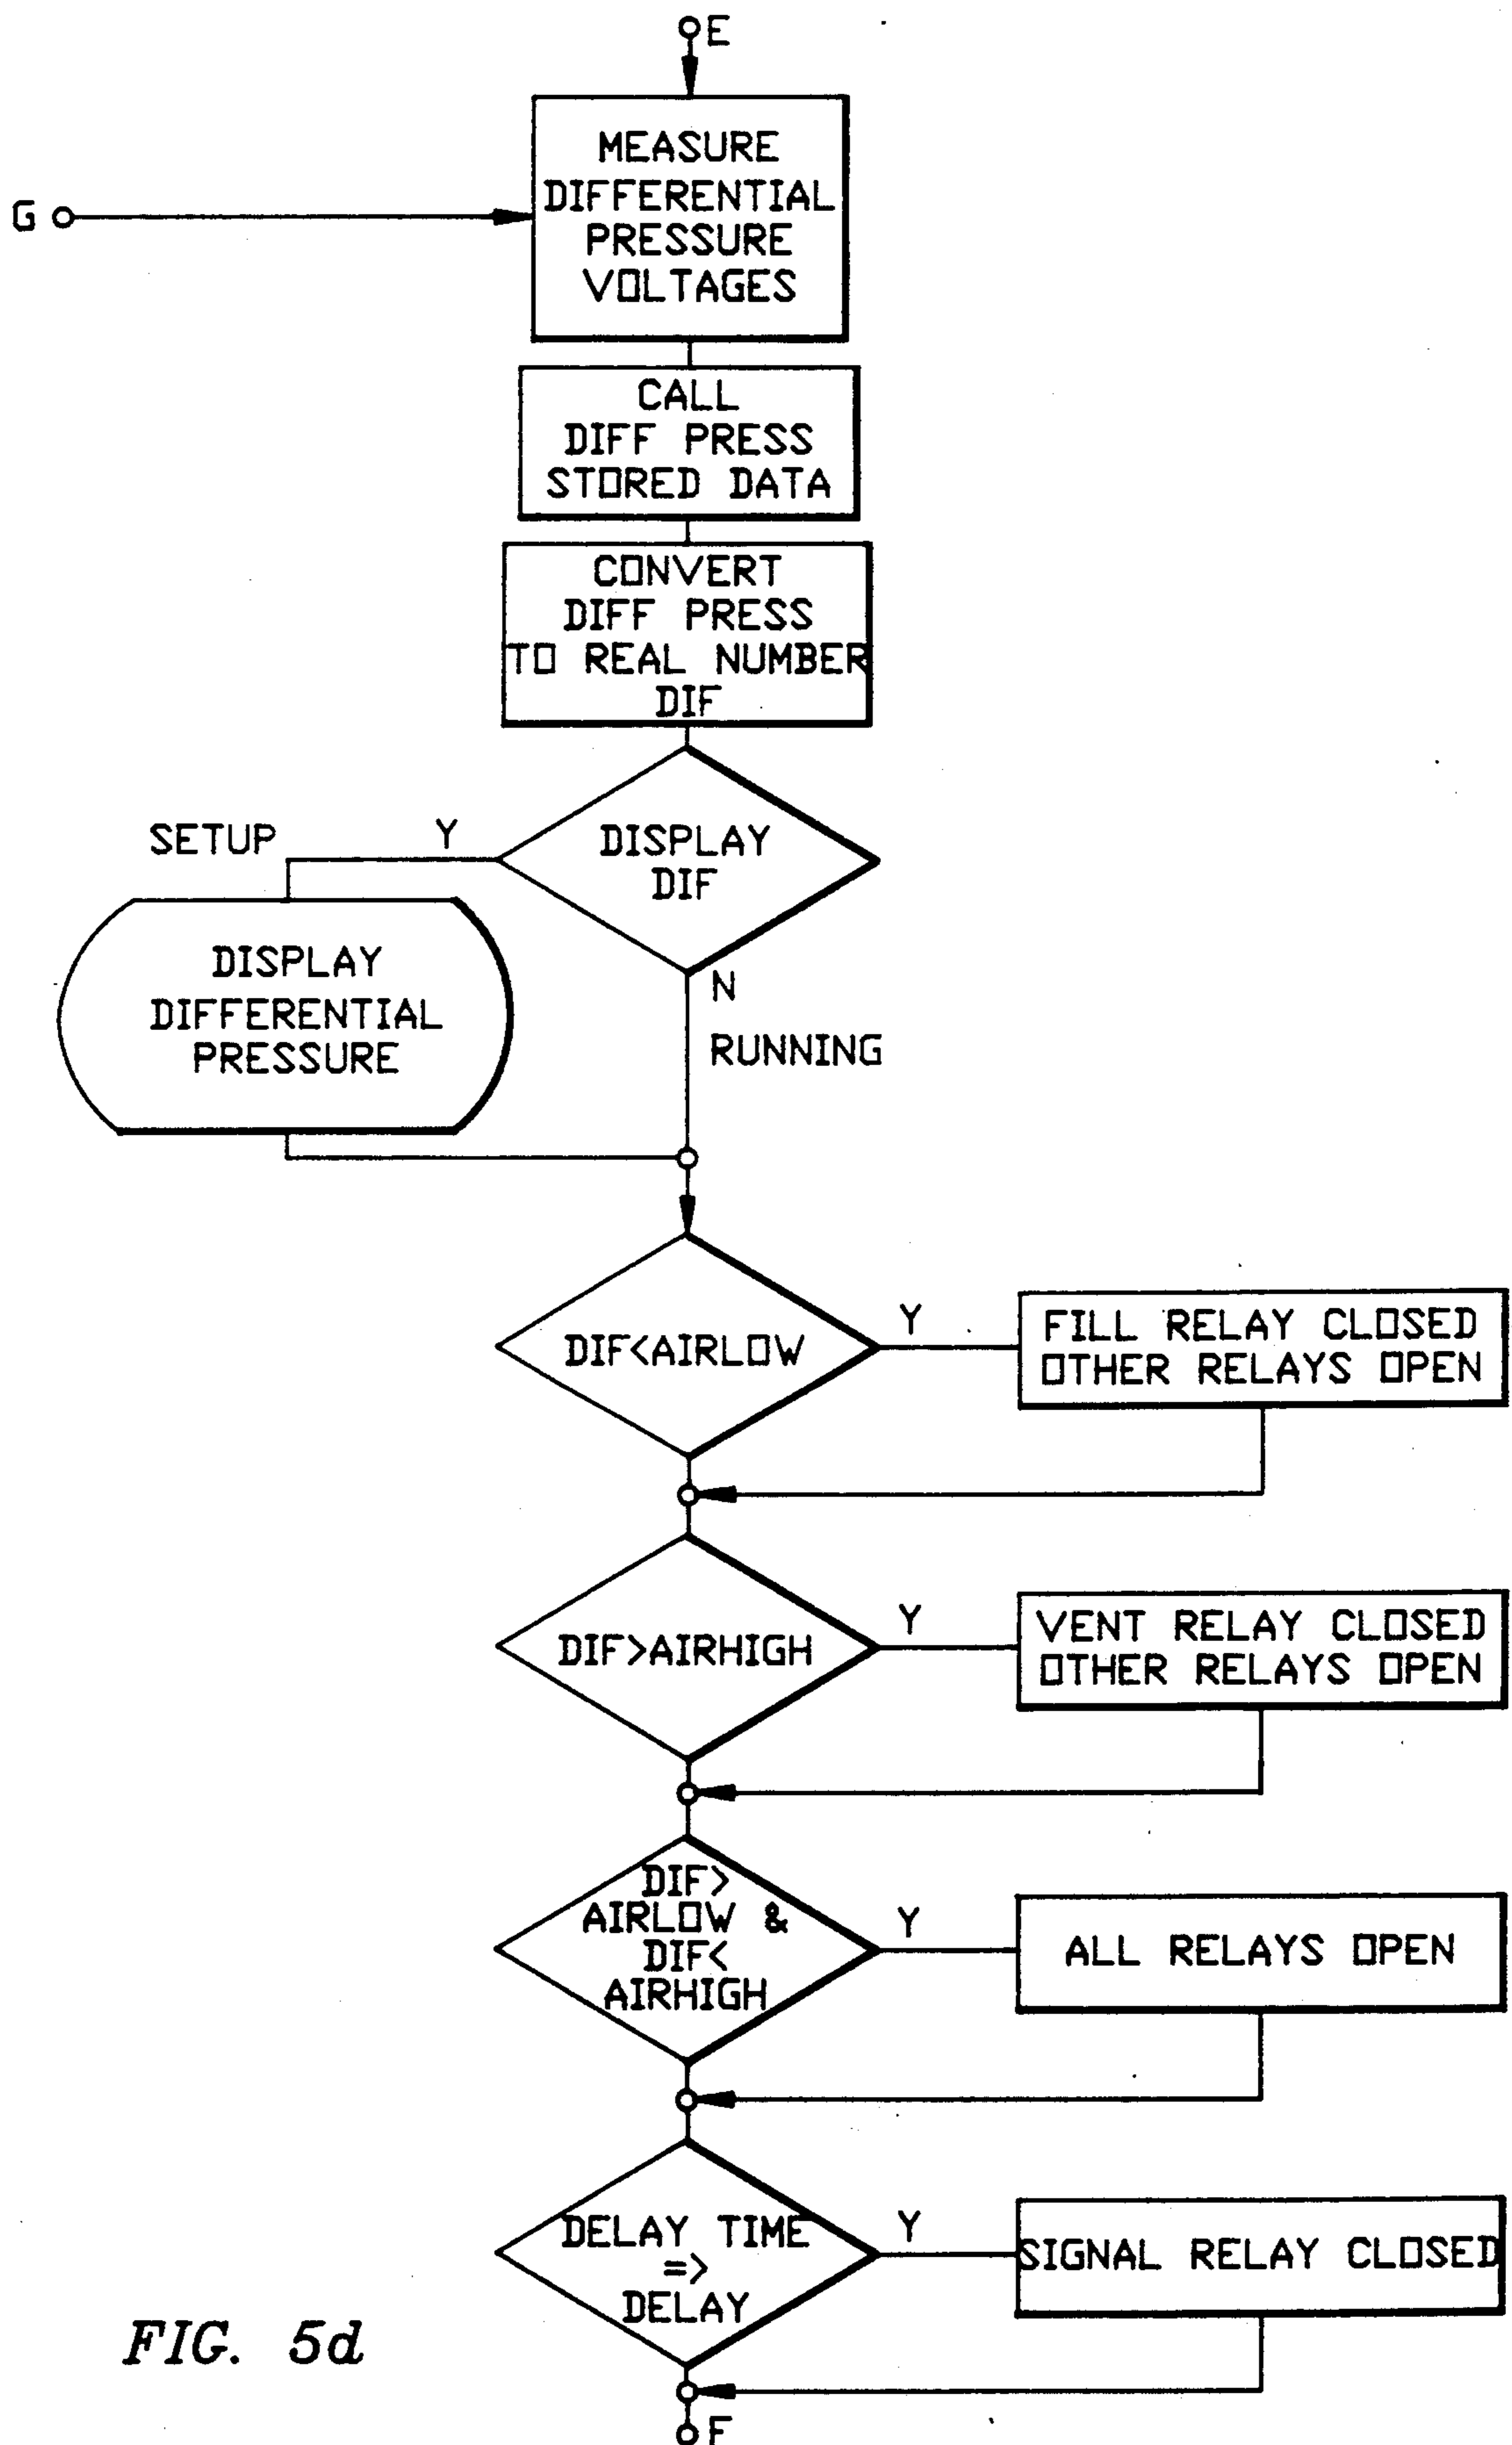 E
MEASURE
DIFFERENTIAL
PRESSURE
VOLTAGES
G
CALL
DIFF PRESS
STORED DATA
CONVERT
DIFF PRESS
TO REAL NUMBER
DIF
SETUP
Y
DISPLAY
DIF
DISPLAY
DIFFERENTIAL
PRESSURE
N
RUNNING
DIF<AIRLOW
Y
FILL RELAY CLOSED
OTHER RELAYS OPEN
DIF>AIRHIGH
Y
VENT RELAY CLOSED
OTHER RELAYS OPEN
DIF>
AIRLOW &
DIF<
AIRHIGH
Y
ALL RELAYS OPEN
DELAY TIME
=>
DELAY
Y
SIGNAL RELAY CLOSED
FIG. 5d
F